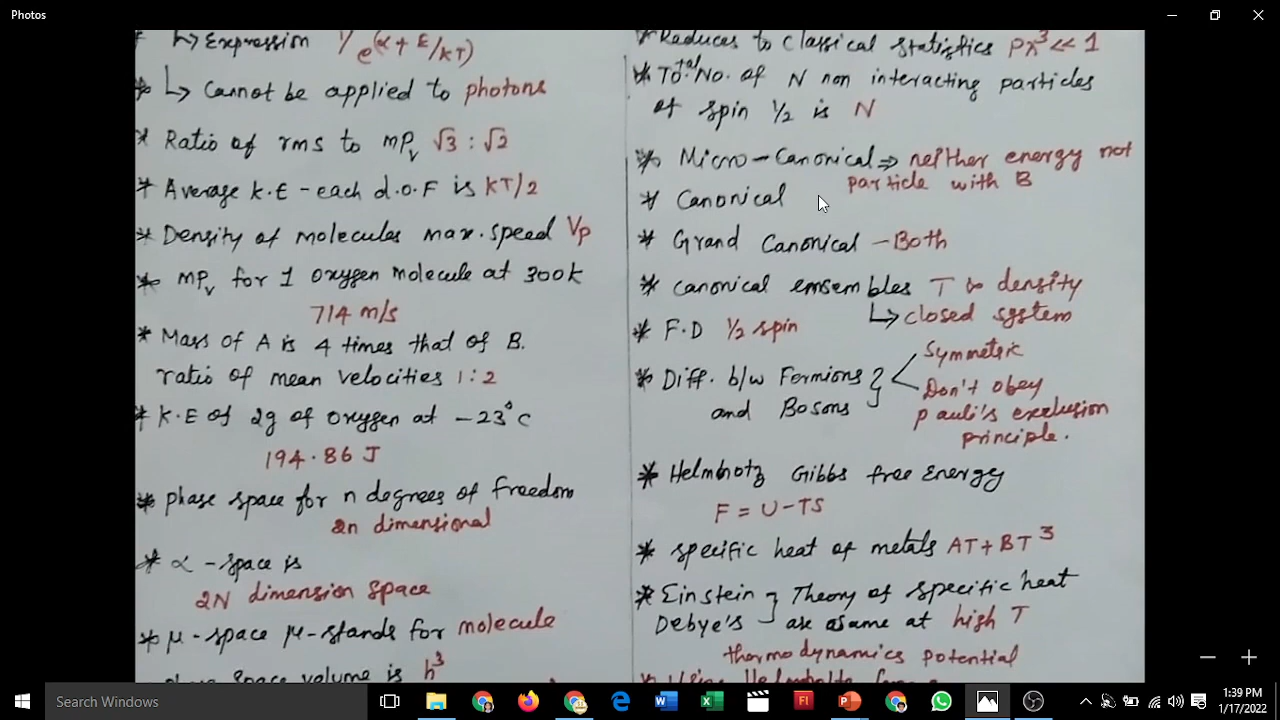 Photos
* ↳ Expression 1/e(α + E/KT)
* ↳ Cannot be applied to photons
* Ratio of rms to mPv √3 : √2
* Average K.E - each d.o.F is KT/2
* Density of molecules max. speed Vp
* mPv for 1 oxygen molecule at 300k
714 m/s
* Mass of A is 4 times that of B.
ratio of mean velocities 1:2
* K.E of 2g of oxygen at -23°C
194.86 J
* phase space for n degrees of freedom
2n dimensional
* α - space is
2N dimension space
* μ - space μ-stands for molecule
space volume is h³
* Reduces to classical statistics ρλ³ << 1
* Total No. of N non interacting particles
of spin 1/2 is N
* Micro-Canonical ⇒ neither energy not
particle with B
* Canonical
* Grand Canonical - Both
* canonical ensembles T & density
↳ closed system
* F.D 1/2 spin
* Diff. b/w Fermions
and Bosons
Symmetric
Don't obey
pauli's exclusion
principle.
* Helmhotz Gibbs free Energy
F = U-TS
* specific heat of metals AT+BT³
* Einstein } Theory of specific heat
Debye's are same at high T
thermodynamics potential
Search Windows
1:39 PM
1/17/2022